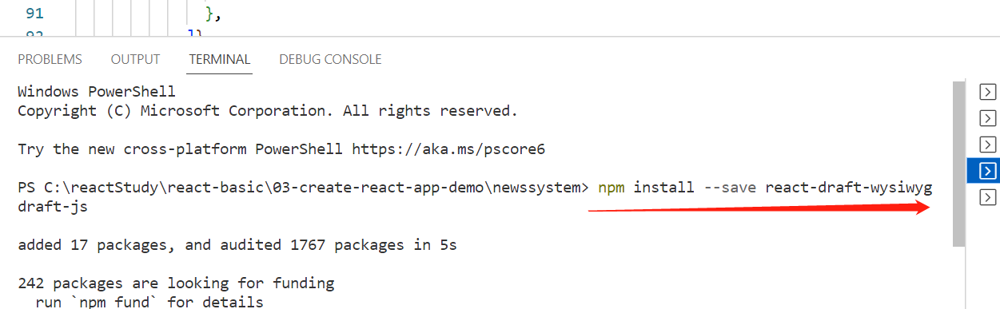 91 },
92 ]}
PROBLEMS OUTPUT TERMINAL DEBUG CONSOLE
Windows PowerShell
Copyright (C) Microsoft Corporation. All rights reserved.
Try the new cross-platform PowerShell https://aka.ms/pscore6
PS C:\reactStudy\react-basic\03-create-react-app-demo\newssystem> npm install --save react-draft-wysiwyg
draft-js
added 17 packages, and audited 1767 packages in 5s
242 packages are looking for funding
run `npm fund` for details